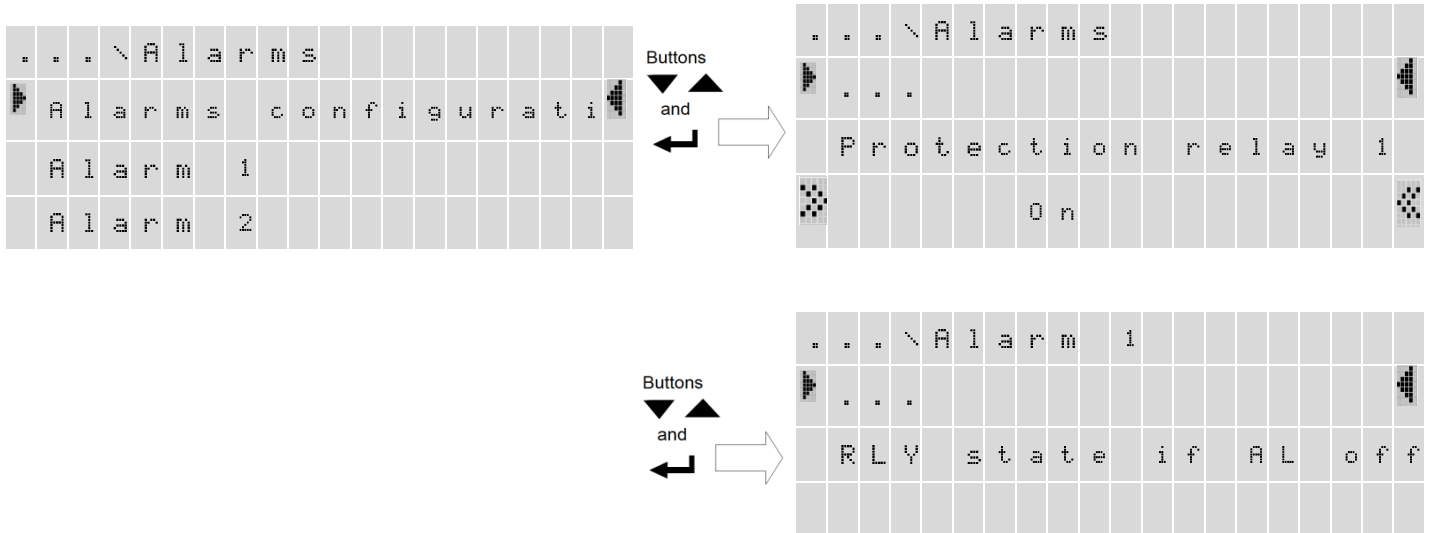 ...\Alarms
Alarms configurati
Alarm 1
Alarm 2
Buttons
and
...\Alarms
...
Protection relay 1
On
Buttons
and
...\Alarm 1
...
RLY state if AL off